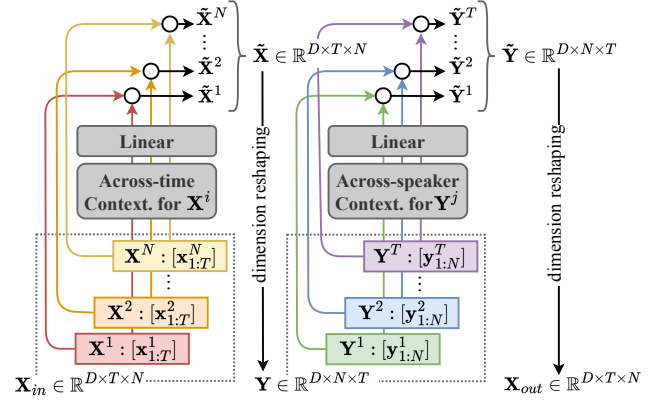 X̃^N
⋮
X̃^2
X̃^1
X̃ ∈ ℝ^{D×T×N}
Linear
Across-time
Context. for X^i
X^N : [x^N_{1:T}]
⋮
X^2 : [x^2_{1:T}]
X^1 : [x^1_{1:T}]
X_{in} ∈ ℝ^{D×T×N}
dimension reshaping
Y ∈ ℝ^{D×N×T}
Ỹ^T
⋮
Ỹ^2
Ỹ^1
Ỹ ∈ ℝ^{D×N×T}
Linear
Across-speaker
Context. for Y^j
Y^T : [y^T_{1:N}]
⋮
Y^2 : [y^2_{1:N}]
Y^1 : [y^1_{1:N}]
dimension reshaping
X_{out} ∈ ℝ^{D×T×N}